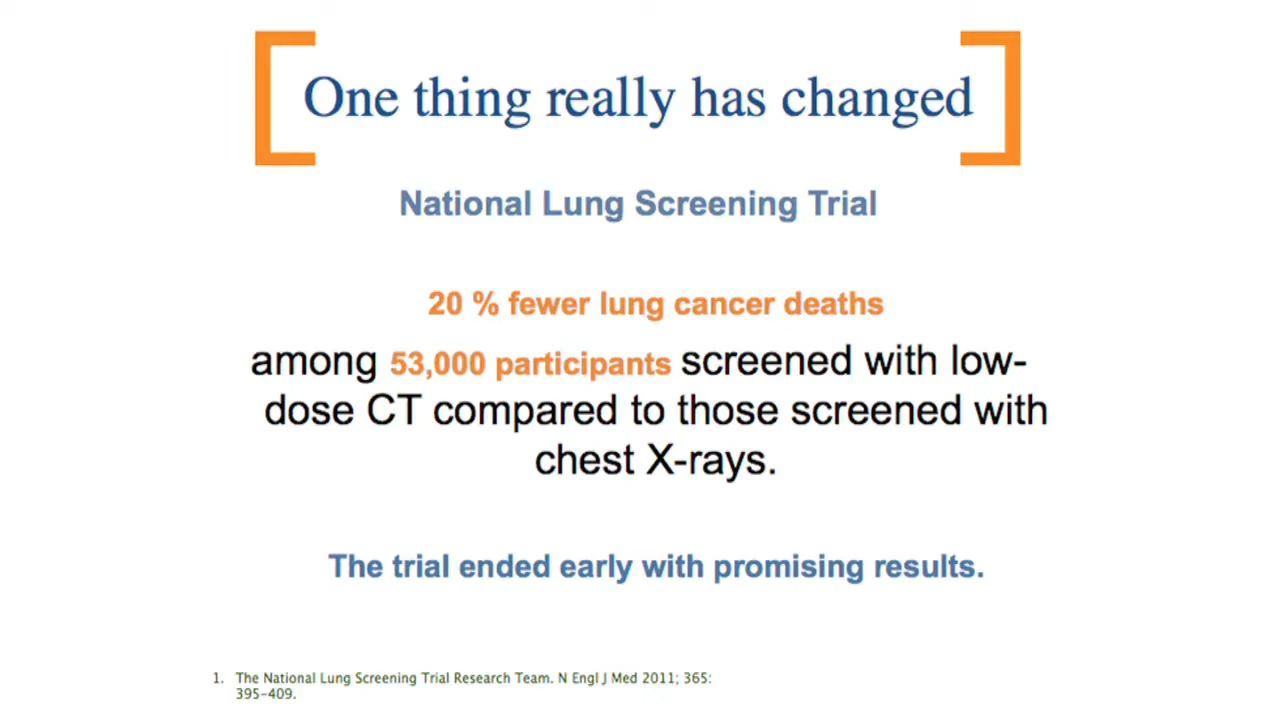 One thing really has changed
National Lung Screening Trial
20 % fewer lung cancer deaths
among 53,000 participants screened with low-
dose CT compared to those screened with
chest X-rays.
The trial ended early with promising results.
1. The National Lung Screening Trial Research Team. N Engl J Med 2011; 365:
395-409.